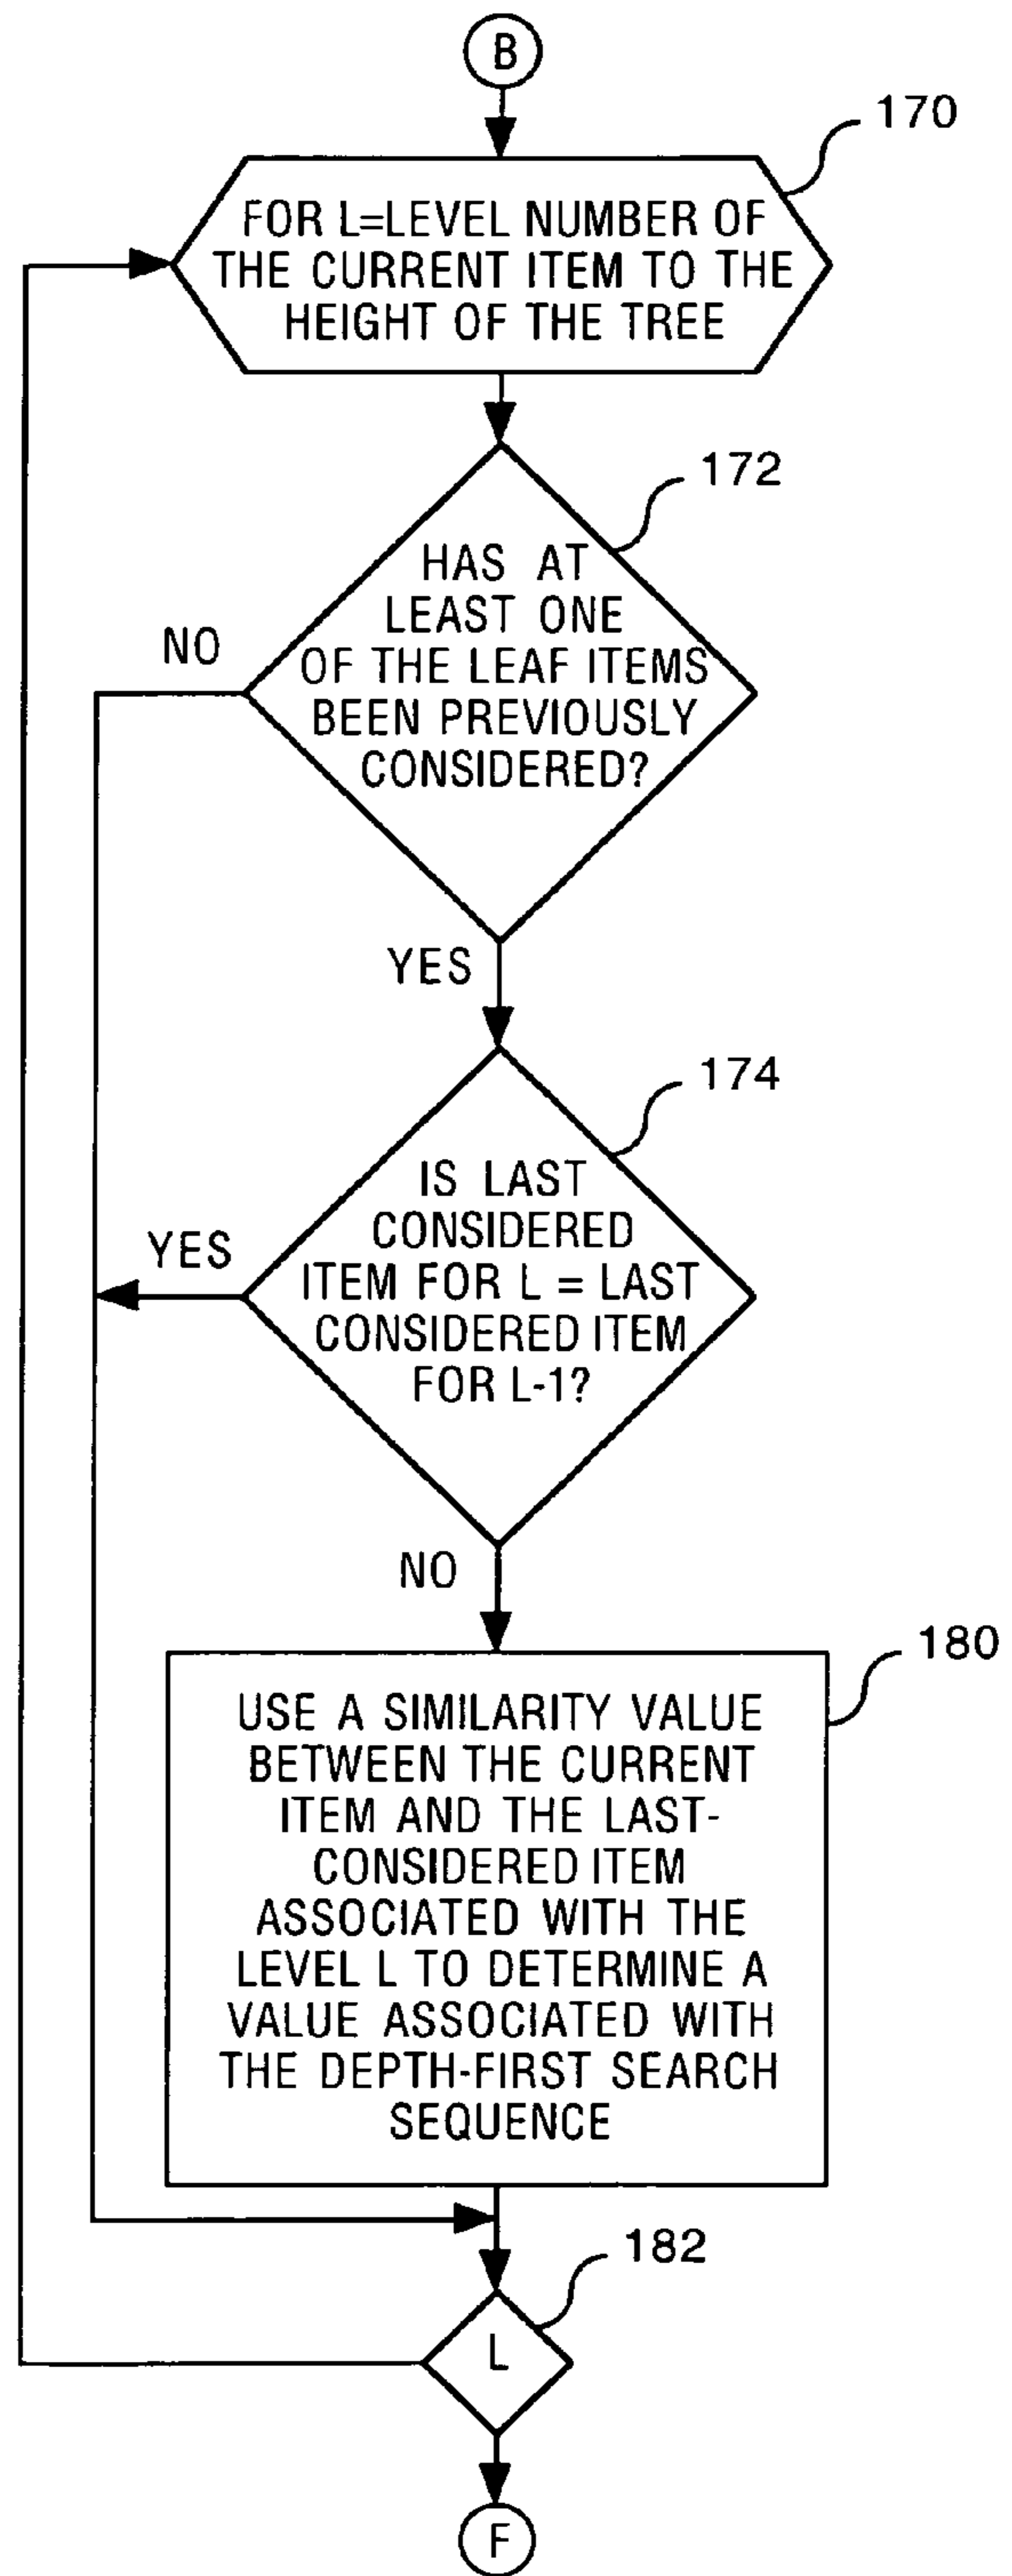 B
170
FOR L=LEVEL NUMBER OF
THE CURRENT ITEM TO THE
HEIGHT OF THE TREE
172
HAS AT
LEAST ONE
OF THE LEAF ITEMS
BEEN PREVIOUSLY
CONSIDERED?
NO
YES
174
IS LAST
CONSIDERED
ITEM FOR L = LAST
CONSIDERED ITEM
FOR L-1?
YES
NO
180
USE A SIMILARITY VALUE
BETWEEN THE CURRENT
ITEM AND THE LAST-
CONSIDERED ITEM
ASSOCIATED WITH THE
LEVEL L TO DETERMINE A
VALUE ASSOCIATED WITH
THE DEPTH-FIRST SEARCH
SEQUENCE
182
L
F